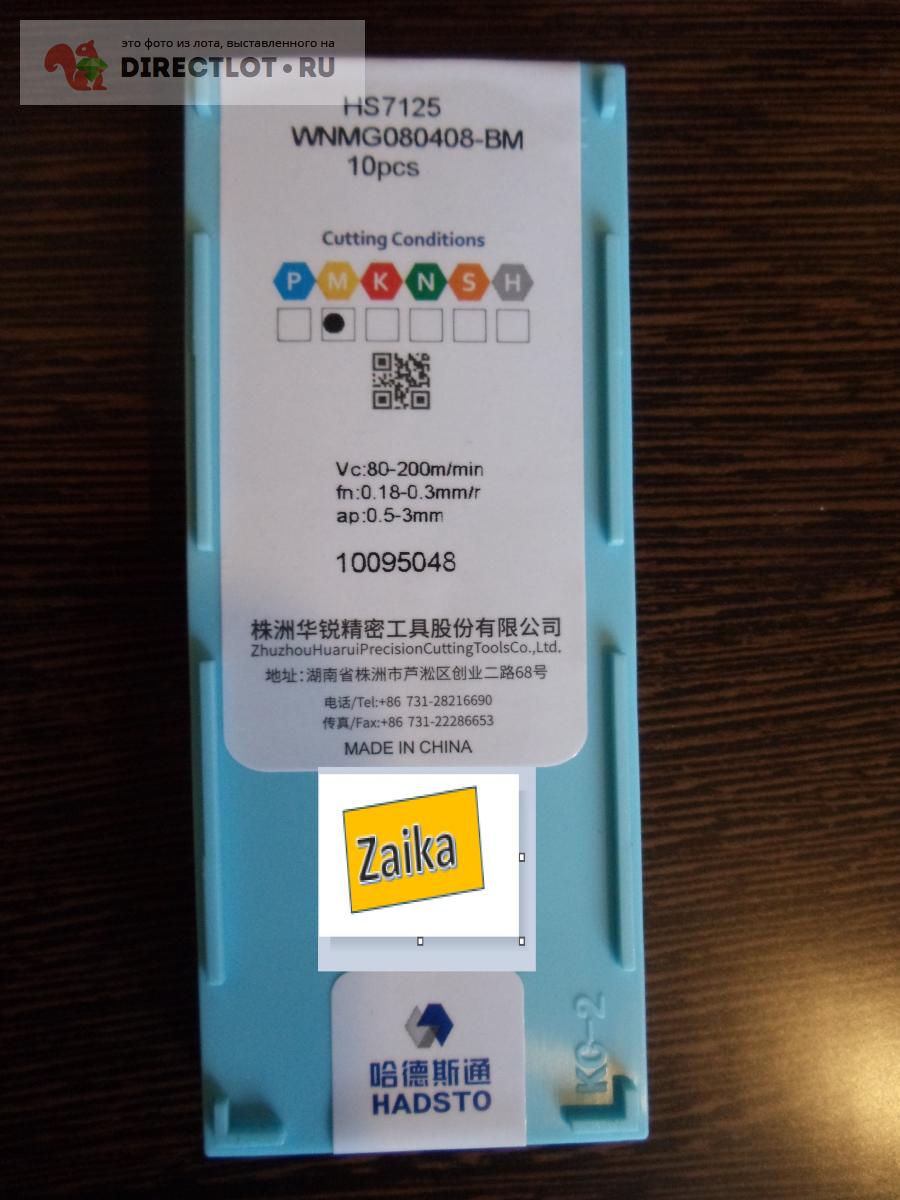 это фото из лота, выставленного на
DIRECTLOT•RU
HS7125
WNMG080408-BM
10pcs
Cutting Conditions
P M K N S H
Vc:80-200m/min
fn:0.18-0.3mm/r
ap:0.5-3mm
10095048
株洲华锐精密工具股份有限公司
ZhuzhouHuaruiPrecisionCuttingToolsCo.,Ltd.
地址：湖南省株洲市芦淞区创业二路68号
电话/Tel:+86 731-28216690
传真/Fax:+86 731-22286653
MADE IN CHINA
Zaika
KG-2
哈德斯通
HADSTO